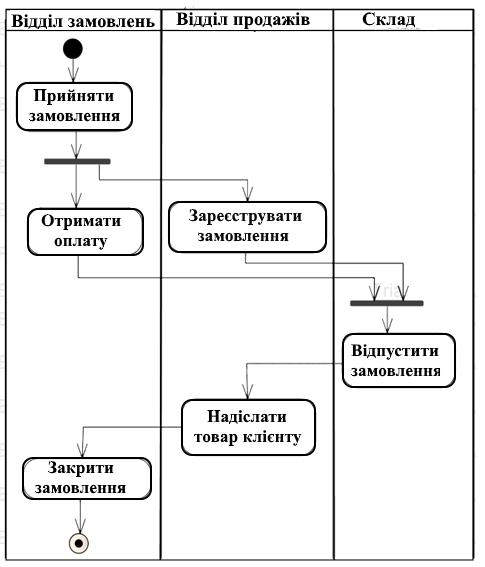 Відділ замовлень
Відділ продажів
Склад
Прийняти
замовлення
Отримати
оплату
Зареєструвати
замовлення
Відпустити
замовлення
Надіслати
товар клієнту
Закрити
замовлення